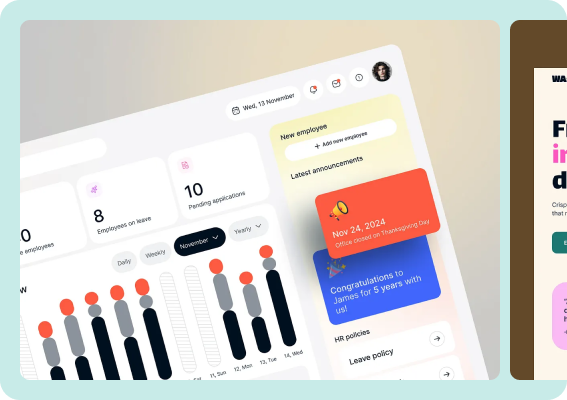 Wed, 13 November
New employee
+ Add new employee
Latest announcements
8
Employees on leave
10
Pending applications
0
employees
Daily
Weekly
November
Yearly
Nov 24, 2024
Office closed on Thanksgiving Day
Congratulations to
James for 5 years with
us!
HR policies
Leave policy
11, Sun
12, Mon
13, Tue
14, Wed
WA
Fr
in
d
Crisp
that r